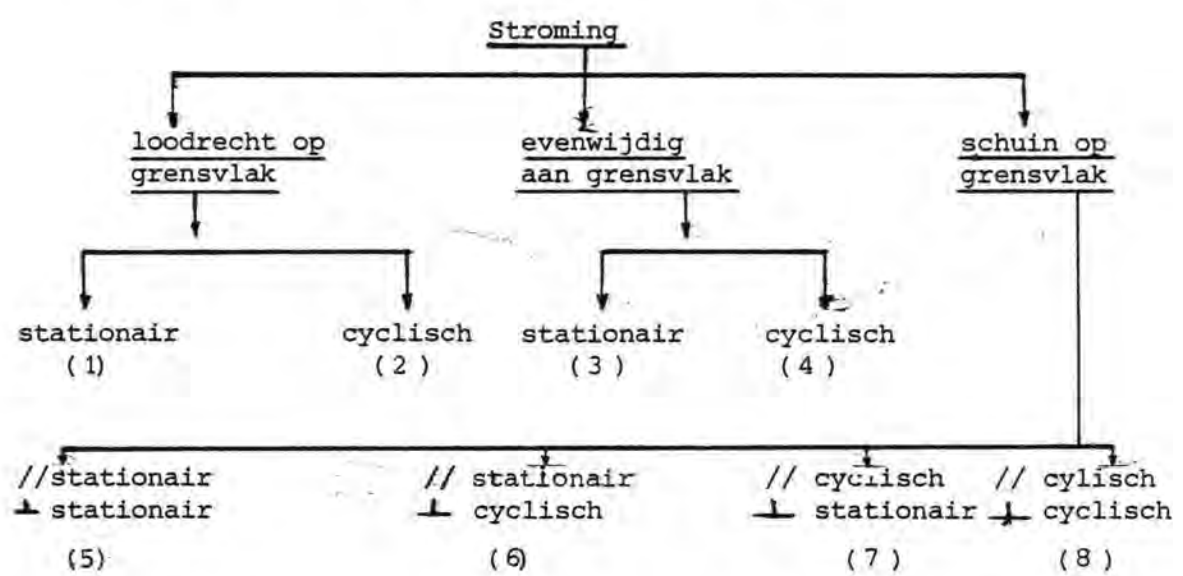 Stroming
loodrecht op
grensvlak
evenwijdig
aan grensvlak
schuin op
grensvlak
stationair
(1)
cyclisch
(2)
stationair
(3)
cyclisch
(4)
// stationair
⊥ stationair
(5)
// stationair
⊥ cyclisch
(6)
// cyclisch
⊥ stationair
(7)
// cylisch
⊥ cyclisch
(8)